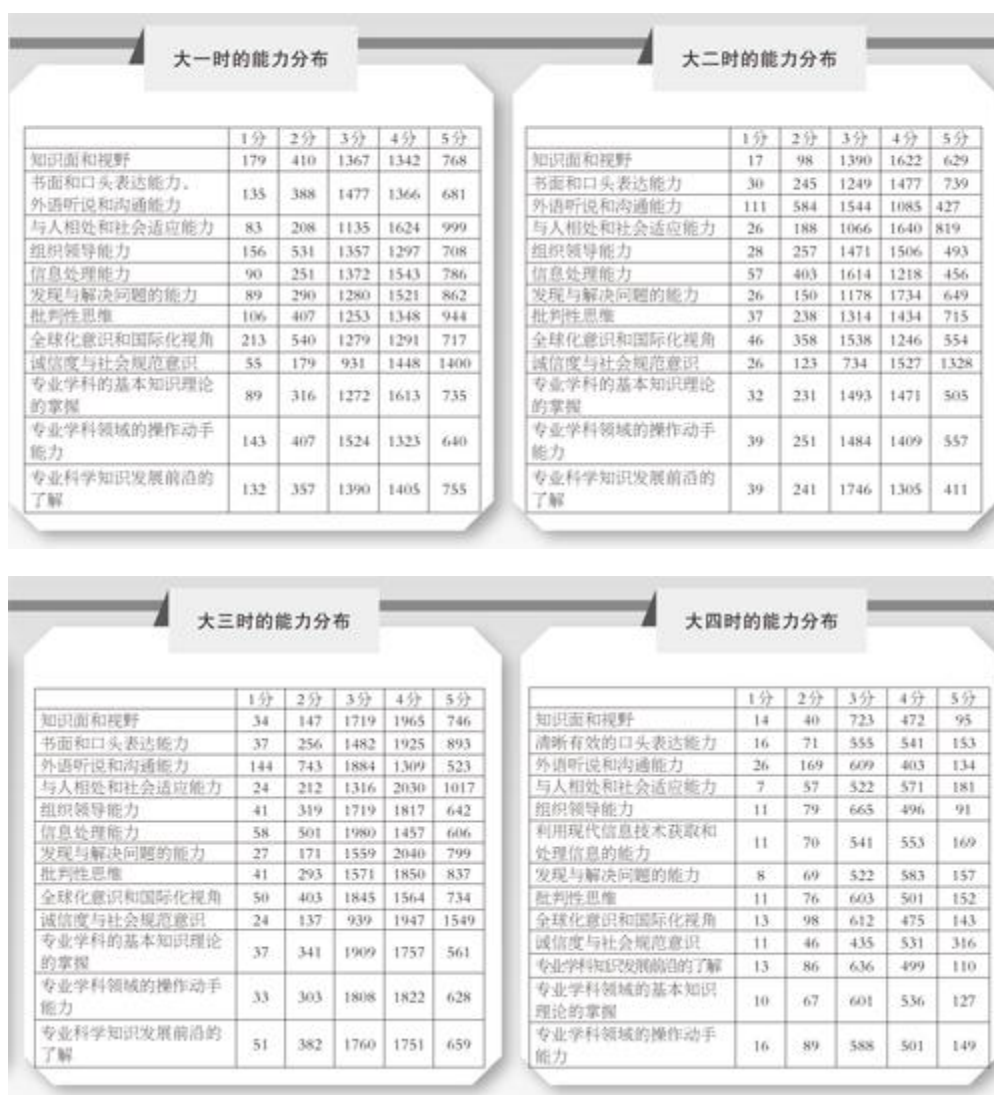 大一时的能力分布
1分 2分 3分 4分 5分
知识面和视野 179 410 1367 1342 768
书面和口头表达能力、
外语听说和沟通能力 135 388 1477 1366 681
与人相处和社会适应能力 83 208 1135 1624 999
组织领导能力 156 531 1357 1297 708
信息处理能力 90 251 1372 1543 786
发现与解决问题的能力 89 290 1280 1521 862
批判性思维 106 407 1253 1348 944
全球化意识和国际化视角 213 540 1279 1291 717
诚信度与社会规范意识 55 179 931 1448 1400
专业学科的基本知识理论
的掌握 89 316 1272 1613 735
专业学科领域的操作动手
能力 143 407 1524 1323 640
专业科学知识发展前沿的
了解 132 357 1390 1405 755
大二时的能力分布
1分 2分 3分 4分 5分
知识面和视野 17 98 1390 1622 629
书面和口头表达能力 30 245 1249 1477 739
外语听说和沟通能力 111 584 1544 1085 427
与人相处和社会适应能力 26 188 1066 1640 819
组织领导能力 28 257 1471 1506 493
信息处理能力 57 403 1614 1218 456
发现与解决问题的能力 26 150 1178 1734 649
批判性思维 37 238 1314 1434 715
全球化意识和国际化视角 46 358 1538 1246 554
诚信度与社会规范意识 26 123 734 1527 1328
专业学科的基本知识理论
的掌握 32 231 1493 1471 505
专业学科领域的操作动手
能力 39 251 1484 1409 557
专业科学知识发展前沿的
了解 39 241 1746 1305 411
大三时的能力分布
1分 2分 3分 4分 5分
知识面和视野 34 147 1719 1965 746
书面和口头表达能力 37 256 1482 1925 893
外语听说和沟通能力 144 743 1884 1309 523
与人相处和社会适应能力 24 212 1316 2030 1017
组织领导能力 41 319 1719 1817 642
信息处理能力 58 501 1980 1457 606
发现与解决问题的能力 27 171 1559 2040 799
批判性思维 41 293 1571 1850 837
全球化意识和国际化视角 50 403 1845 1564 734
诚信度与社会规范意识 24 137 939 1947 1549
专业学科的基本知识理论
的掌握 37 341 1909 1757 561
专业学科领域的操作动手
能力 33 303 1808 1822 628
专业科学知识发展前沿的
了解 51 382 1760 1751 659
大四时的能力分布
1分 2分 3分 4分 5分
知识面和视野 14 40 723 472 95
清晰有效的口头表达能力 16 71 555 541 153
外语听说和沟通能力 26 169 609 403 134
与人相处和社会适应能力 7 57 522 571 181
组织领导能力 11 79 665 496 91
利用现代信息技术获取和
处理信息的能力 11 70 541 553 169
发现与解决问题的能力 8 69 522 583 157
批判性思维 11 76 603 501 152
全球化意识和国际化视角 13 98 612 475 143
诚信度与社会规范意识 11 46 435 531 316
专业学科知识发展前沿的了解 13 86 636 499 110
专业学科领域的基本知识
理论的掌握 10 67 601 536 127
专业学科领域的操作动手
能力 16 89 588 501 149